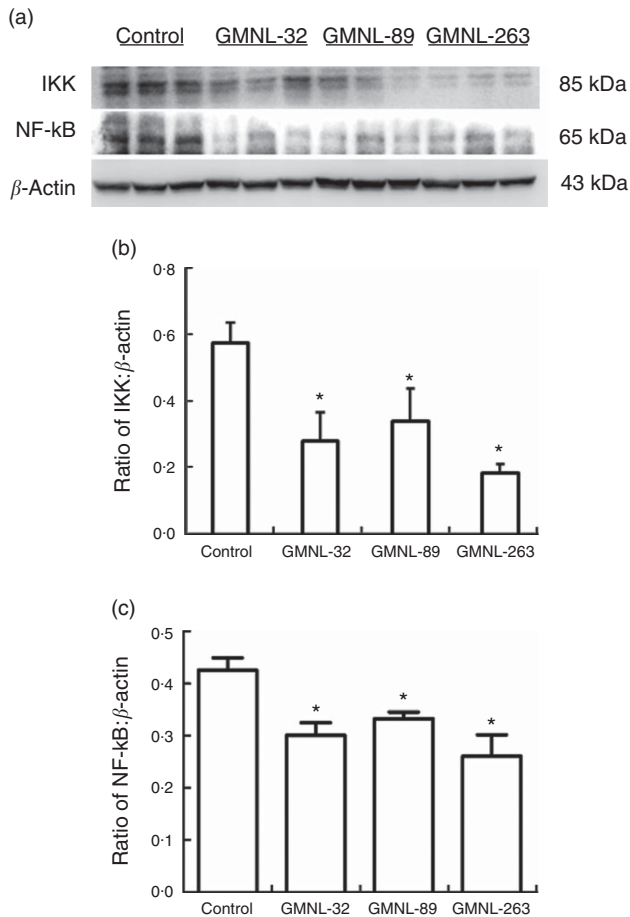 (a)
Control GMNL-32 GMNL-89 GMNL-263
IKK 85 kDa
NF-kB 65 kDa
β-Actin 43 kDa
(b)
Ratio of IKK:β-actin
0·8
0·6
0·4
0·2
0·0
* * *
Control GMNL-32 GMNL-89 GMNL-263
(c)
Ratio of NF-kB:β-actin
0·5
0·4
0·3
0·2
0·1
0·0
* * *
Control GMNL-32 GMNL-89 GMNL-263